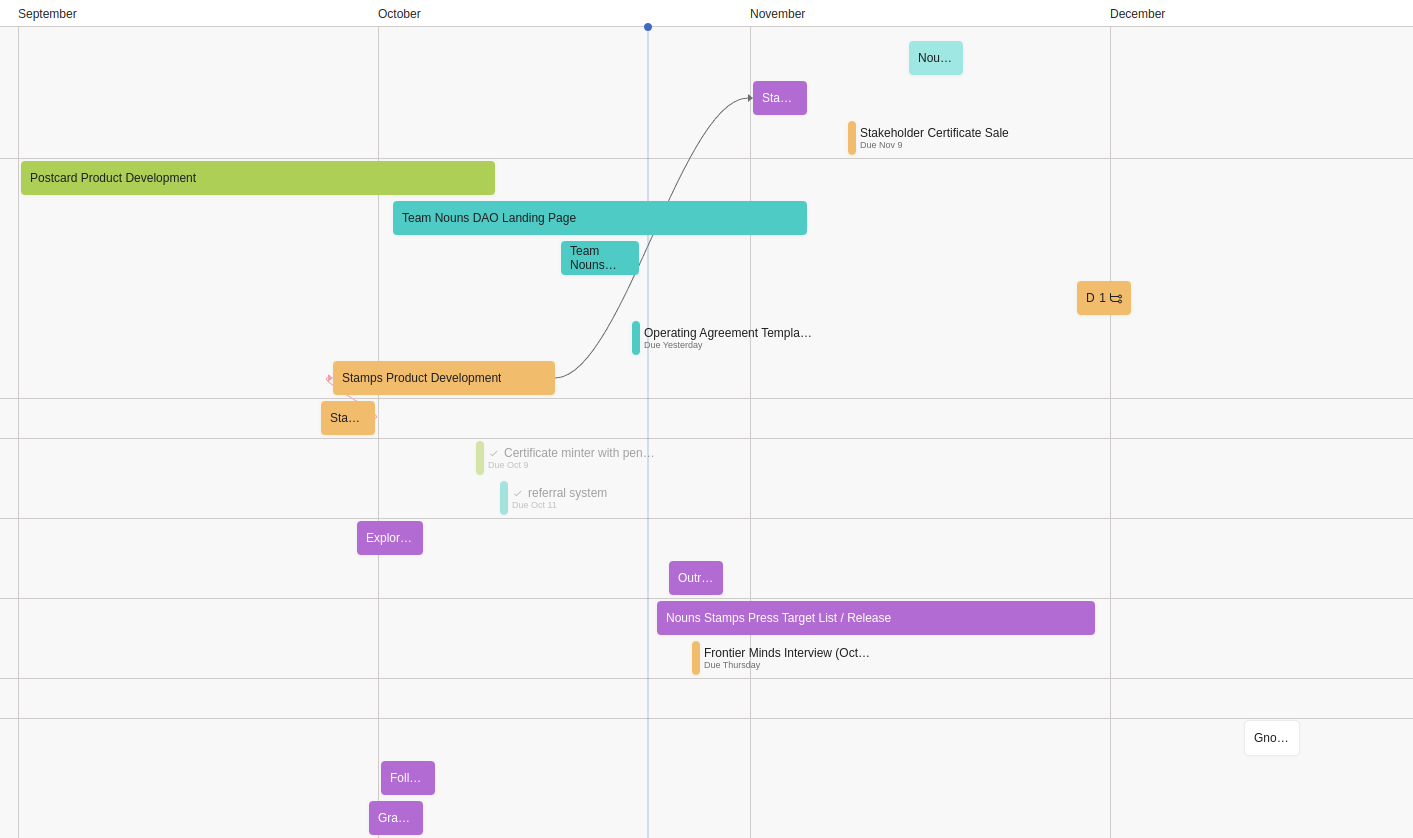 September
October
November
December
Nou…
Sta…
Stakeholder Certificate Sale
Due Nov 9
Postcard Product Development
Team Nouns DAO Landing Page
Team
Nouns…
D 1
Operating Agreement Templa…
Due Yesterday
Stamps Product Development
Sta…
Certificate minter with pen…
Due Oct 9
referral system
Due Oct 11
Explor…
Outr…
Nouns Stamps Press Target List / Release
Frontier Minds Interview (Oct…
Due Thursday
Gno…
Foll…
Gra…